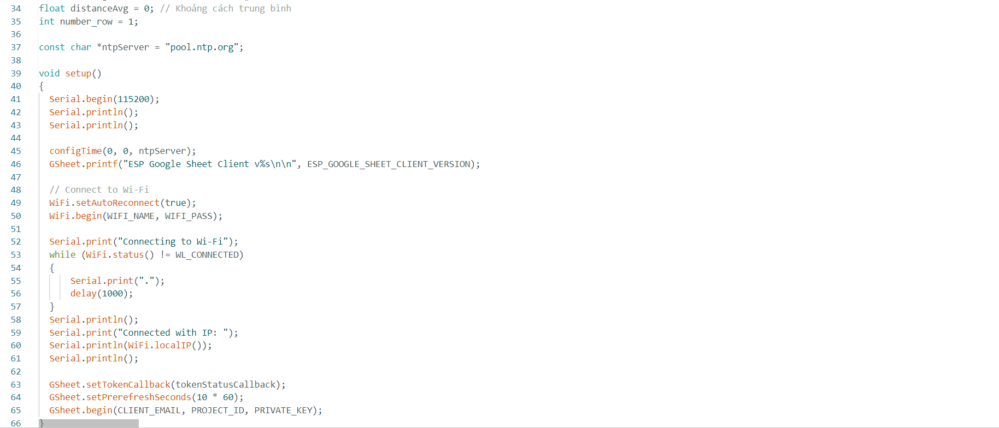 34 float distanceAvg = 0; // Khoảng cách trung bình
35 int number_row = 1;
36
37 const char *ntpServer = "pool.ntp.org";
38
39 void setup()
40 {
41 Serial.begin(115200);
42 Serial.println();
43 Serial.println();
44
45 configTime(0, 0, ntpServer);
46 GSheet.printf("ESP Google Sheet Client v%s\n\n", ESP_GOOGLE_SHEET_CLIENT_VERSION);
47
48 // Connect to Wi-Fi
49 WiFi.setAutoReconnect(true);
50 WiFi.begin(WIFI_NAME, WIFI_PASS);
51
52 Serial.print("Connecting to Wi-Fi");
53 while (WiFi.status() != WL_CONNECTED)
54 {
55 Serial.print(".");
56 delay(1000);
57 }
58 Serial.println();
59 Serial.print("Connected with IP: ");
60 Serial.println(WiFi.localIP());
61 Serial.println();
62
63 GSheet.setTokenCallback(tokenStatusCallback);
64 GSheet.setPrerefreshSeconds(10 * 60);
65 GSheet.begin(CLIENT_EMAIL, PROJECT_ID, PRIVATE_KEY);
66 }